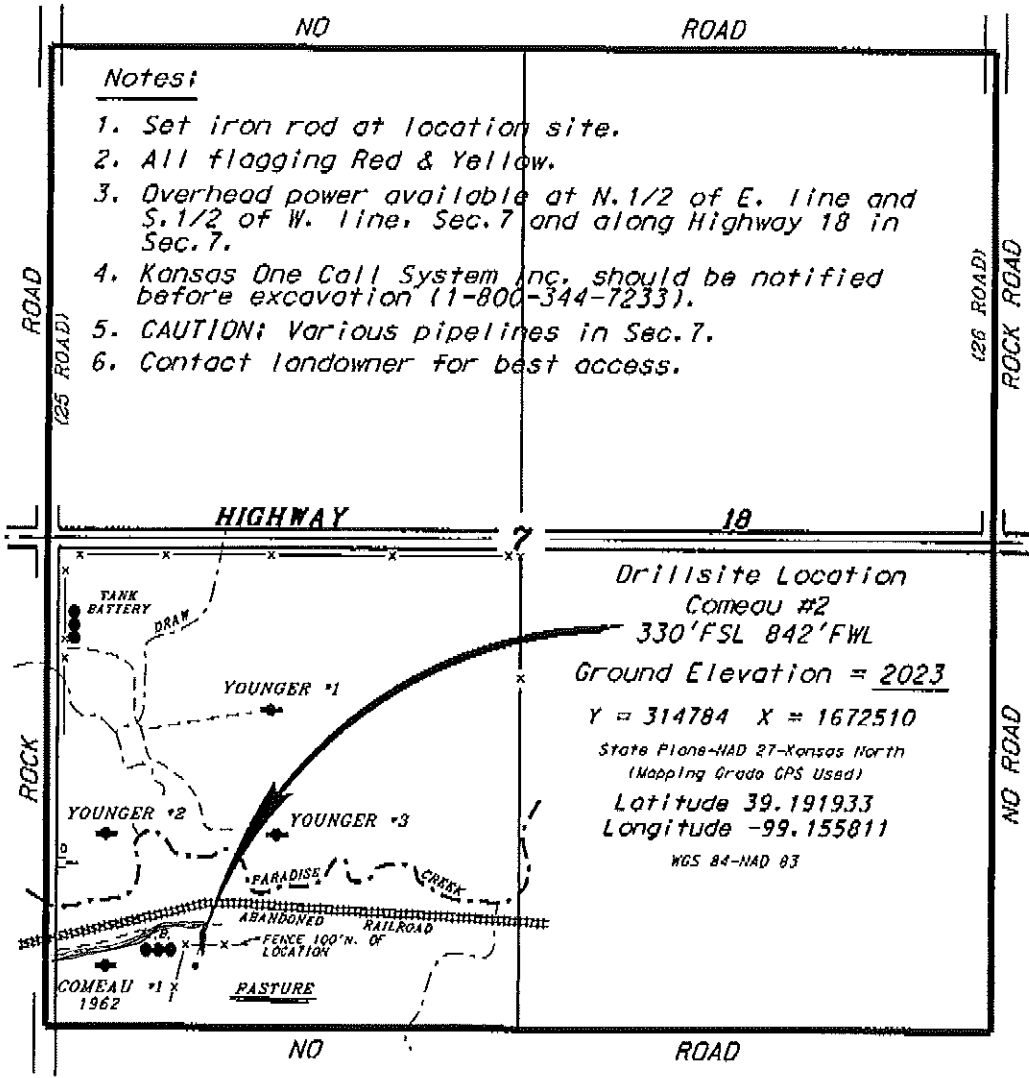 NO ROAD
Notes:
1. Set iron rod at location site.
2. All flagging Red & Yellow.
3. Overhead power available at N.1/2 of E. line and
S.1/2 of W. line, Sec.7 and along Highway 18 in
Sec.7.
4. Kansas One Call System Inc. should be notified
before excavation (1-800-344-7233).
5. CAUTION: Various pipelines in Sec.7.
6. Contact landowner for best access.
ROAD
(25 ROAD)
(26 ROAD)
ROCK ROAD
HIGHWAY 7 18
TANK
BATTERY
DRAW
YOUNGER #1
YOUNGER #2
YOUNGER #3
ROCK
PARADISE CREEK
ABANDONED RAILROAD
FENCE 100'N. OF
LOCATION
COMEAU #1
1962
PASTURE
Drillsite Location
Comeau #2
330'FSL 842'FWL
Ground Elevation = 2023
Y = 314784 X = 1672510
State Plane-NAD 27-Kansas North
(Mapping Grade GPS Used)
Latitude 39.191933
Longitude -99.155811
WGS 84-NAD 83
NO ROAD
NO ROAD